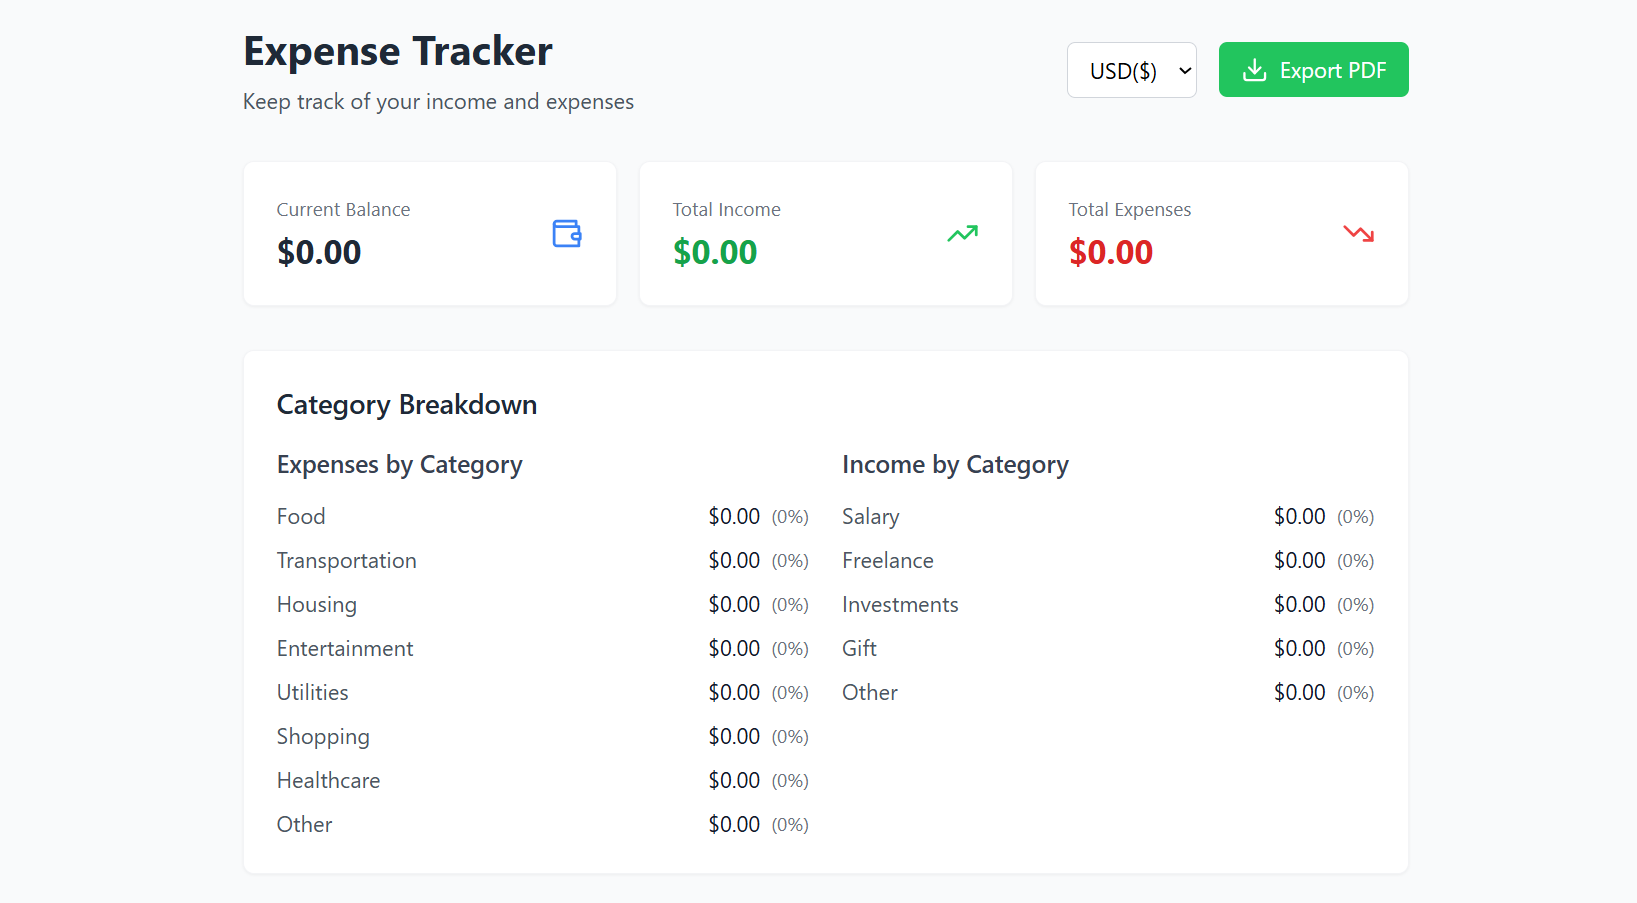 Expense Tracker
Keep track of your income and expenses
USD($)
Export PDF
Current Balance
$0.00
Total Income
$0.00
Total Expenses
$0.00
Category Breakdown
Expenses by Category
Food $0.00 (0%)
Transportation $0.00 (0%)
Housing $0.00 (0%)
Entertainment $0.00 (0%)
Utilities $0.00 (0%)
Shopping $0.00 (0%)
Healthcare $0.00 (0%)
Other $0.00 (0%)
Income by Category
Salary $0.00 (0%)
Freelance $0.00 (0%)
Investments $0.00 (0%)
Gift $0.00 (0%)
Other $0.00 (0%)